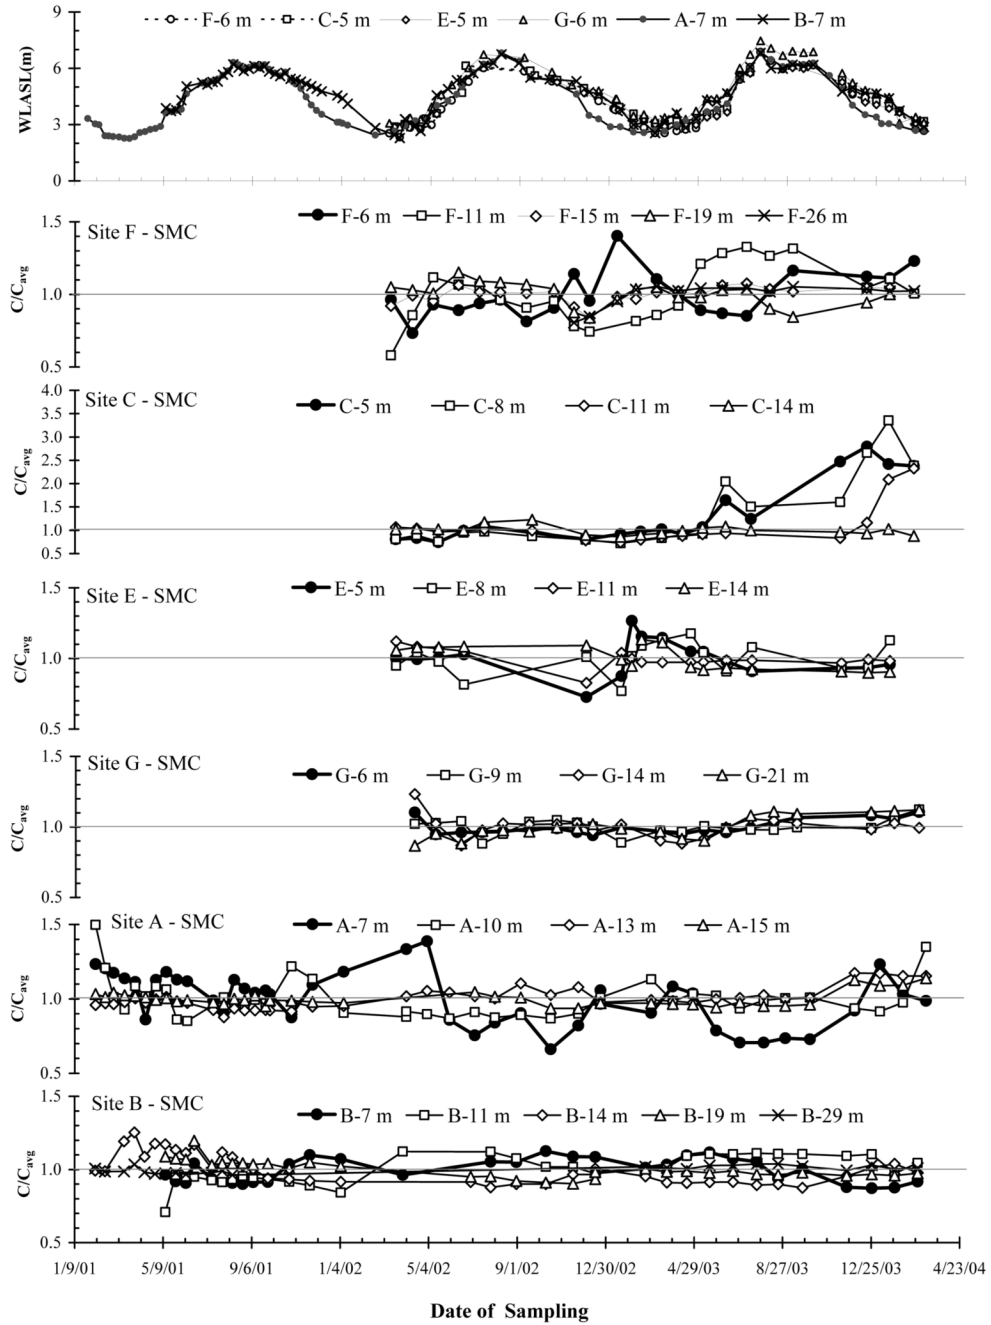 F-6 m C-5 m E-5 m G-6 m A-7 m B-7 m
WLASL(m)
9
6
3
0
Site F - SMC
F-6 m F-11 m F-15 m F-19 m F-26 m
C/Cavg
1.5
1.0
0.5
Site C - SMC
C-5 m C-8 m C-11 m C-14 m
C/Cavg
4.0
3.5
3.0
2.5
2.0
1.5
1.0
0.5
Site E - SMC
E-5 m E-8 m E-11 m E-14 m
C/Cavg
1.5
1.0
0.5
Site G - SMC
G-6 m G-9 m G-14 m G-21 m
C/Cavg
1.5
1.0
0.5
Site A - SMC
A-7 m A-10 m A-13 m A-15 m
C/Cavg
1.5
1.0
0.5
Site B - SMC
B-7 m B-11 m B-14 m B-19 m B-29 m
C/Cavg
1.5
1.0
0.5
1/9/01 5/9/01 9/6/01 1/4/02 5/4/02 9/1/02 12/30/02 4/29/03 8/27/03 12/25/03 4/23/04
Date of Sampling